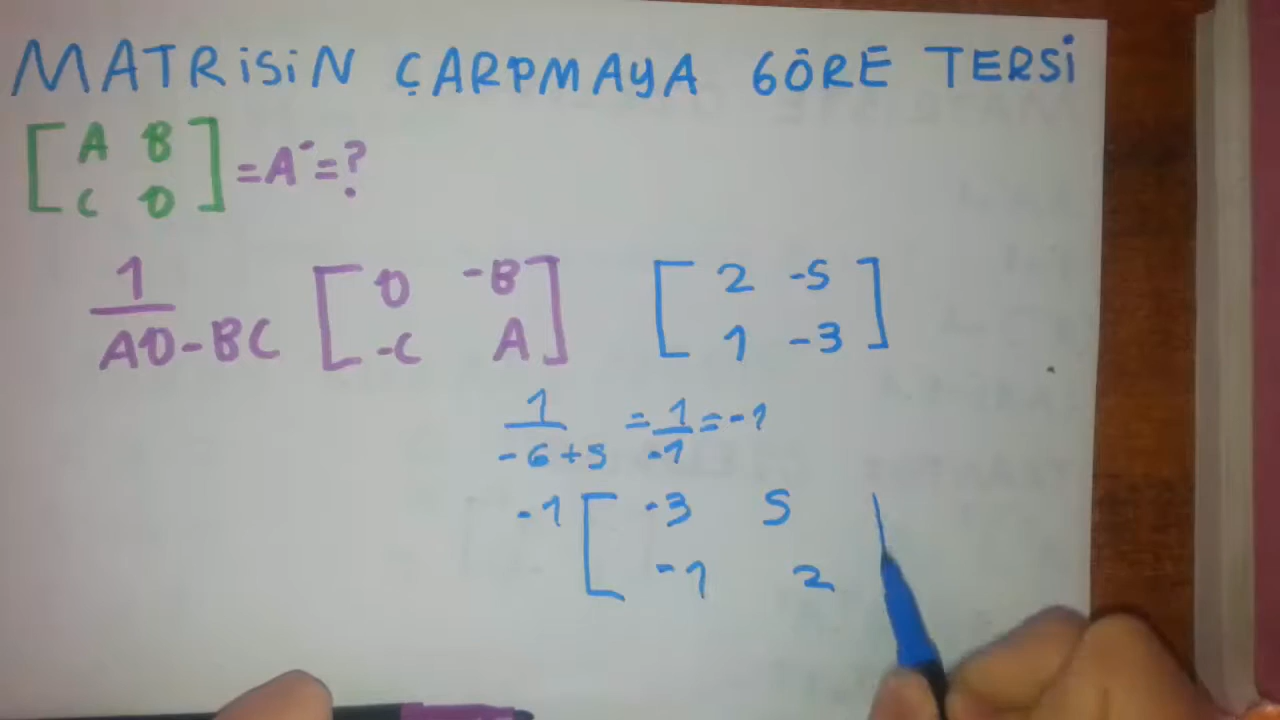 MATRİSİN ÇARPMAYA GÖRE TERSİ
[A B
C D] = A⁻ = ?
1/(AD-BC) [D -B
-C A]
[2 -5
1 -3]
1/(-6+5) = 1/-1 = -1
-1 [-3 5
-1 2